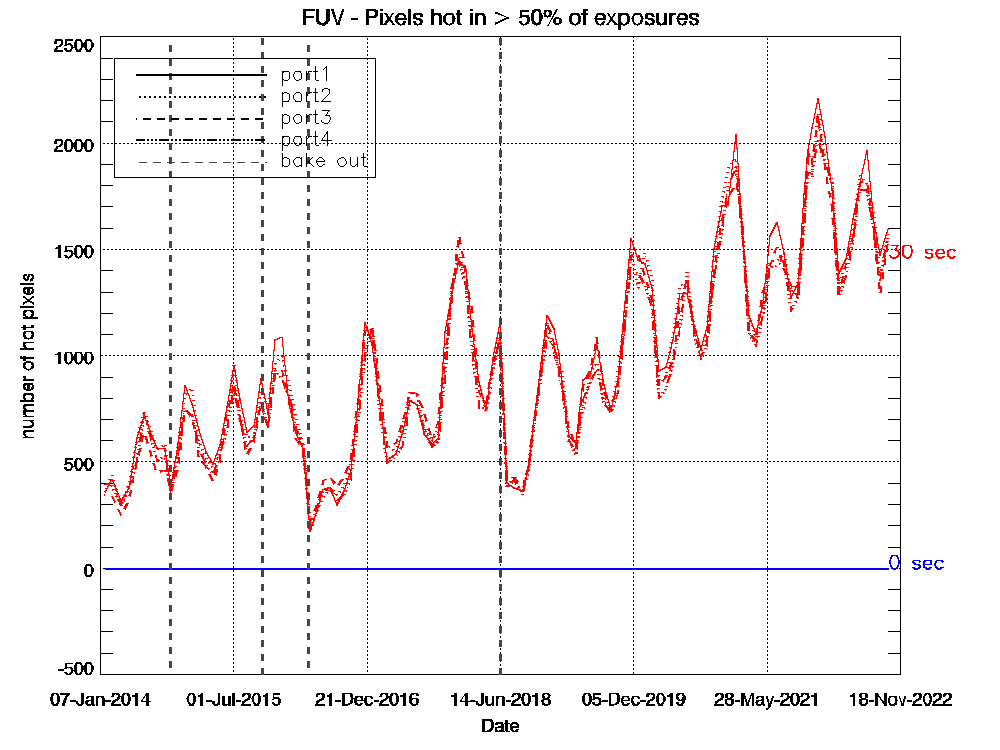 FUV - Pixels hot in > 50% of exposures
2500
2000
1500
1000
500
0
-500
number of hot pixels
port1
port2
port3
port4
bake out
30 sec
0 sec
07-Jan-2014 01-Jul-2015 21-Dec-2016 14-Jun-2018 05-Dec-2019 28-May-2021 18-Nov-2022
Date